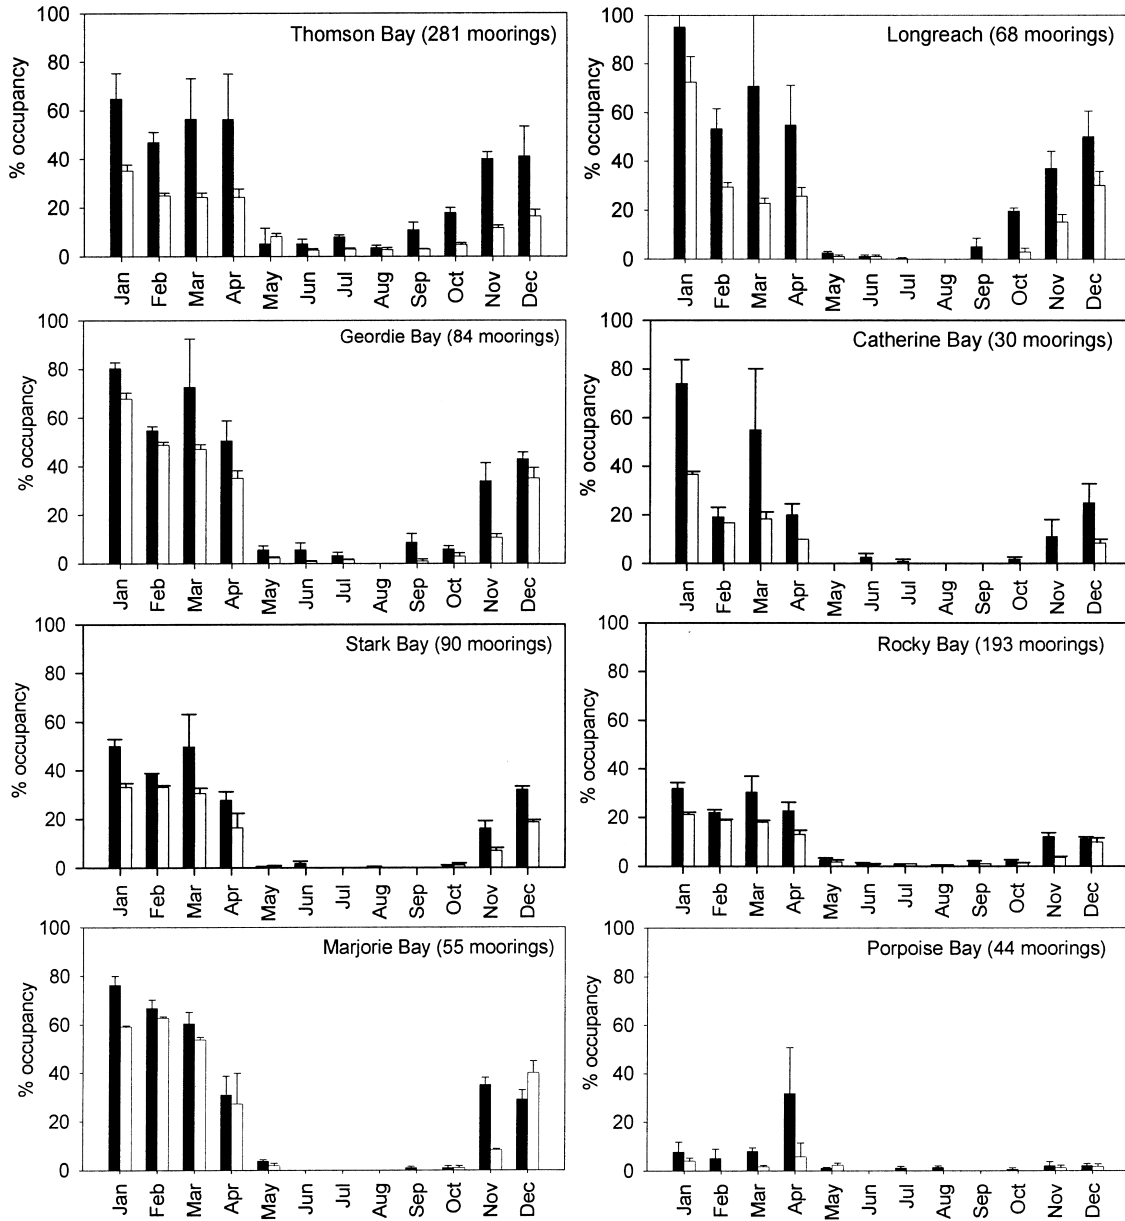 Thomson Bay (281 moorings)
% occupancy
100
80
60
40
20
0
Jan Feb Mar Apr May Jun Jul Aug Sep Oct Nov Dec
Longreach (68 moorings)
% occupancy
100
80
60
40
20
0
Jan Feb Mar Apr May Jun Jul Aug Sep Oct Nov Dec
Geordie Bay (84 moorings)
% occupancy
100
80
60
40
20
0
Jan Feb Mar Apr May Jun Jul Aug Sep Oct Nov Dec
Catherine Bay (30 moorings)
% occupancy
100
80
60
40
20
0
Jan Feb Mar Apr May Jun Jul Aug Sep Oct Nov Dec
Stark Bay (90 moorings)
% occupancy
100
80
60
40
20
0
Jan Feb Mar Apr May Jun Jul Aug Sep Oct Nov Dec
Rocky Bay (193 moorings)
% occupancy
100
80
60
40
20
0
Jan Feb Mar Apr May Jun Jul Aug Sep Oct Nov Dec
Marjorie Bay (55 moorings)
% occupancy
100
80
60
40
20
0
Jan Feb Mar Apr May Jun Jul Aug Sep Oct Nov Dec
Porpoise Bay (44 moorings)
% occupancy
100
80
60
40
20
0
Jan Feb Mar Apr May Jun Jul Aug Sep Oct Nov Dec